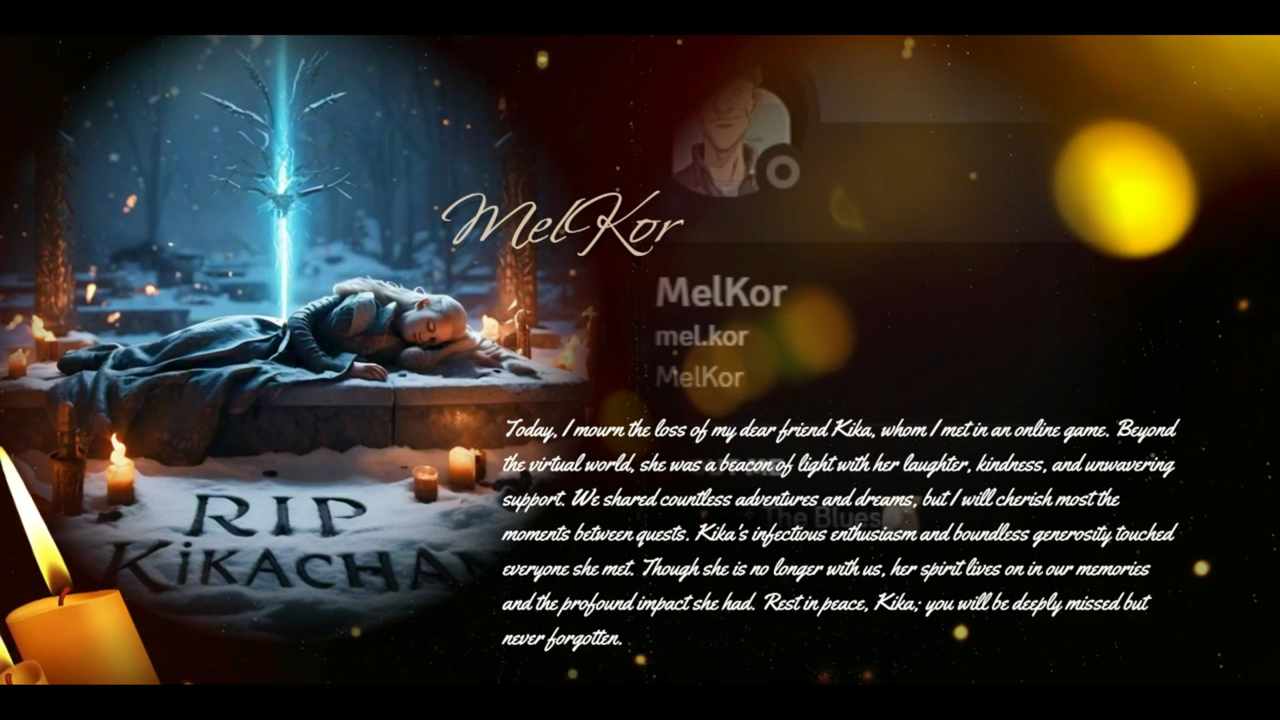 MelKor
MelKor
mel.kor
MelKor
RIP
KiKACHAN
Today, I mourn the loss of my dear friend Kika, whom I met in an online game. Beyond
the virtual world, she was a beacon of light with her laughter, kindness, and unwavering
support. We shared countless adventures and dreams, but I will cherish most the
moments between quests. Kika's infectious enthusiasm and boundless generosity touched
everyone she met. Though she is no longer with us, her spirit lives on in our memories
and the profound impact she had. Rest in peace, Kika; you will be deeply missed but
never forgotten.
The Blues